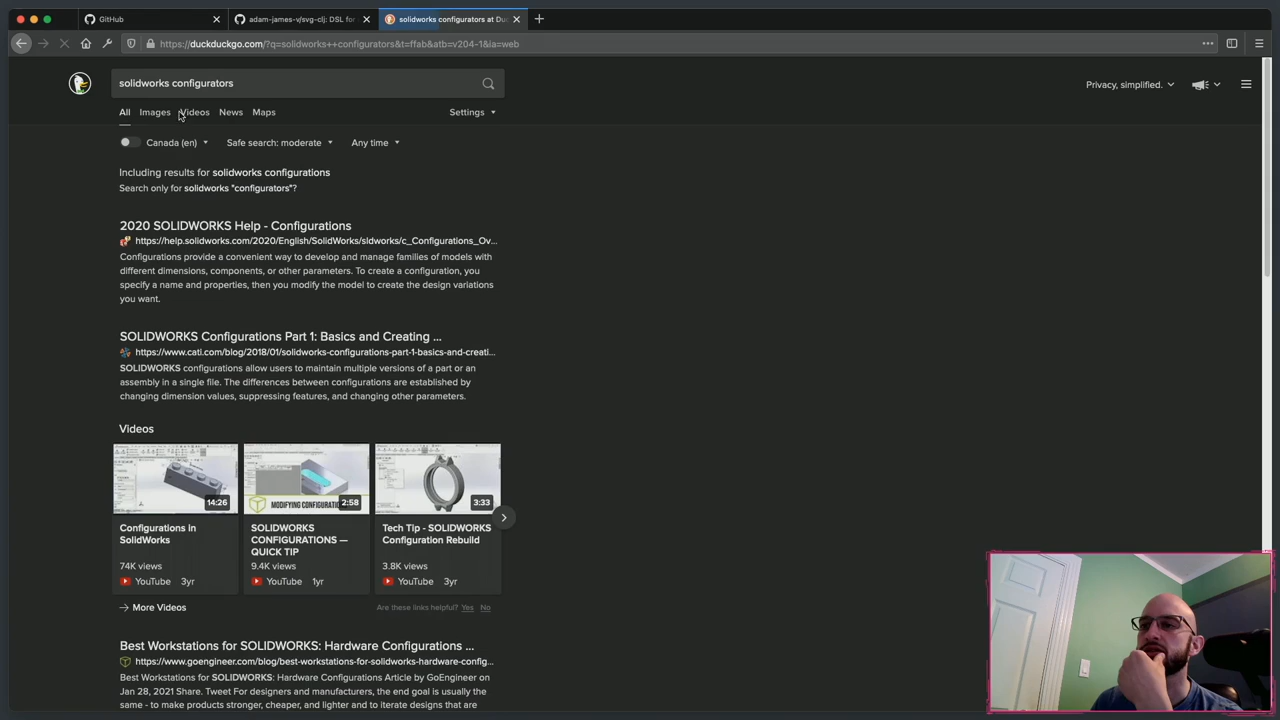 GitHub
adam-james-v/svg-clj: DSL for
solidworks configurators at Du
https://duckduckgo.com/?q=solidworks++configurators&t=ffab&atb=v204-1&ia=web
solidworks configurators
Privacy, simplified.
All Images Videos News Maps Settings
Canada (en) Safe search: moderate Any time
Including results for solidworks configurations
Search only for solidworks "configurators"?
2020 SOLIDWORKS Help - Configurations
https://help.solidworks.com/2020/English/SolidWorks/sldworks/c_Configurations_Ov...
Configurations provide a convenient way to develop and manage families of models with
different dimensions, components, or other parameters. To create a configuration, you
specify a name and properties, then you modify the model to create the design variations
you want.
SOLIDWORKS Configurations Part 1: Basics and Creating ...
https://www.cati.com/blog/2018/01/solidworks-configurations-part-1-basics-and-creati...
SOLIDWORKS configurations allow users to maintain multiple versions of a part or an
assembly in a single file. The differences between configurations are established by
changing dimension values, suppressing features, and changing other parameters.
Videos
14:26
MODIFYING CONFIGURAT
2:58
3:33
Configurations in
SolidWorks
74K views
YouTube 3yr
SOLIDWORKS
CONFIGURATIONS —
QUICK TIP
9.4K views
YouTube 1yr
Tech Tip - SOLIDWORKS
Configuration Rebuild
3.8K views
YouTube 3yr
More Videos
Are these links helpful? Yes No
Best Workstations for SOLIDWORKS: Hardware Configurations ...
https://www.goengineer.com/blog/best-workstations-for-solidworks-hardware-config...
Best Workstations for SOLIDWORKS: Hardware Configurations Article by GoEngineer on
Jan 28, 2021 Share. Tweet For designers and manufacturers, the end goal is usually the
same - to make products stronger, cheaper, and lighter and to iterate designs that are